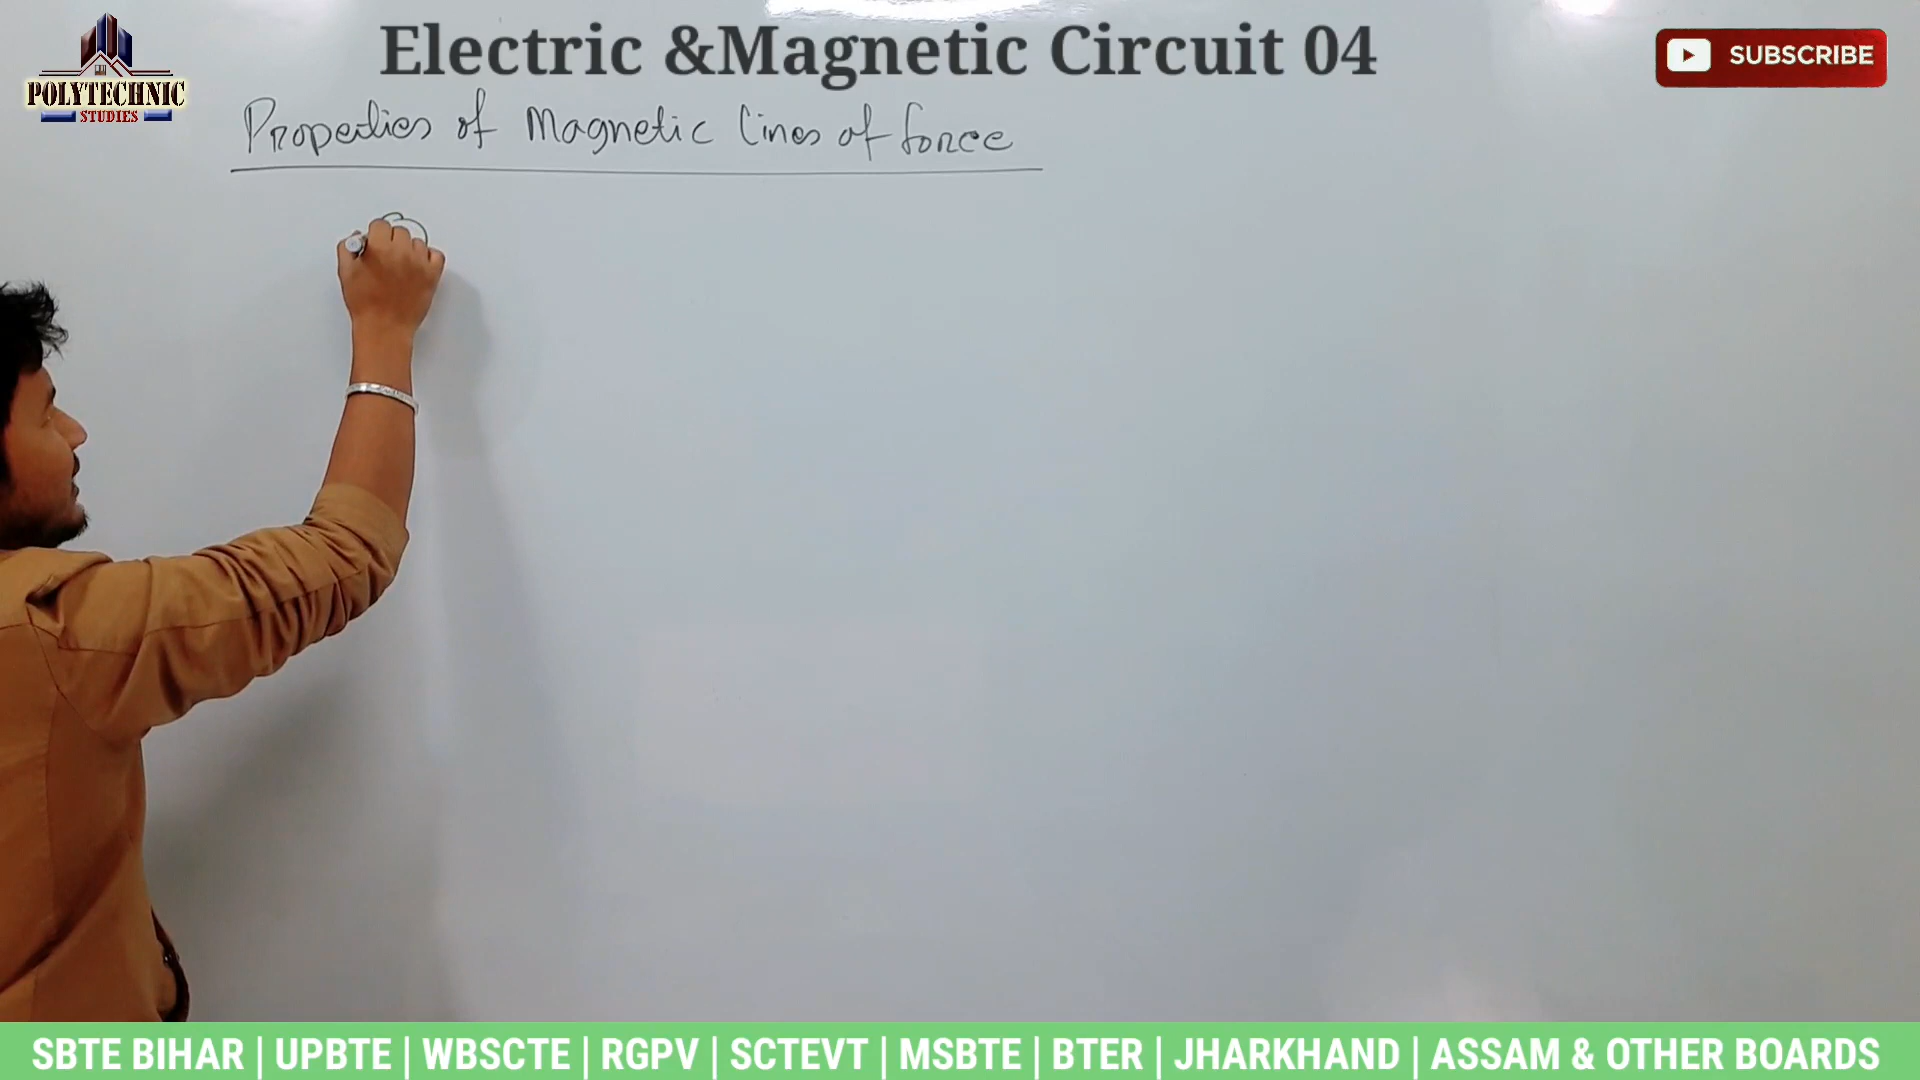 Electric &Magnetic Circuit 04
POLYTECHNIC
STUDIES
SUBSCRIBE
Properties of Magnetic lines of force
SBTE BIHAR | UPBTE | WBSCTE | RGPV | SCTEVT | MSBTE | BTER | JHARKHAND | ASSAM & OTHER BOARDS